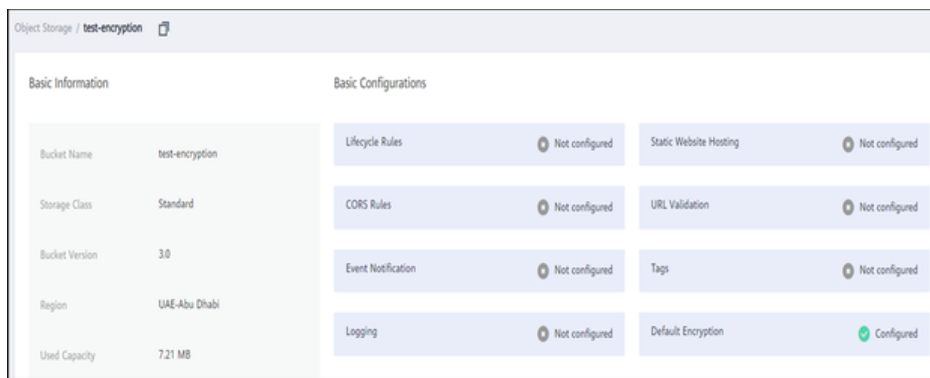 Object Storage / test-encryption
Basic Information
Basic Configurations
Bucket Name test-encryption
Storage Class Standard
Bucket Version 3.0
Region UAE-Abu Dhabi
Used Capacity 7.21 MB
Lifecycle Rules Not configured
Static Website Hosting Not configured
CORS Rules Not configured
URL Validation Not configured
Event Notification Not configured
Tags Not configured
Logging Not configured
Default Encryption Configured